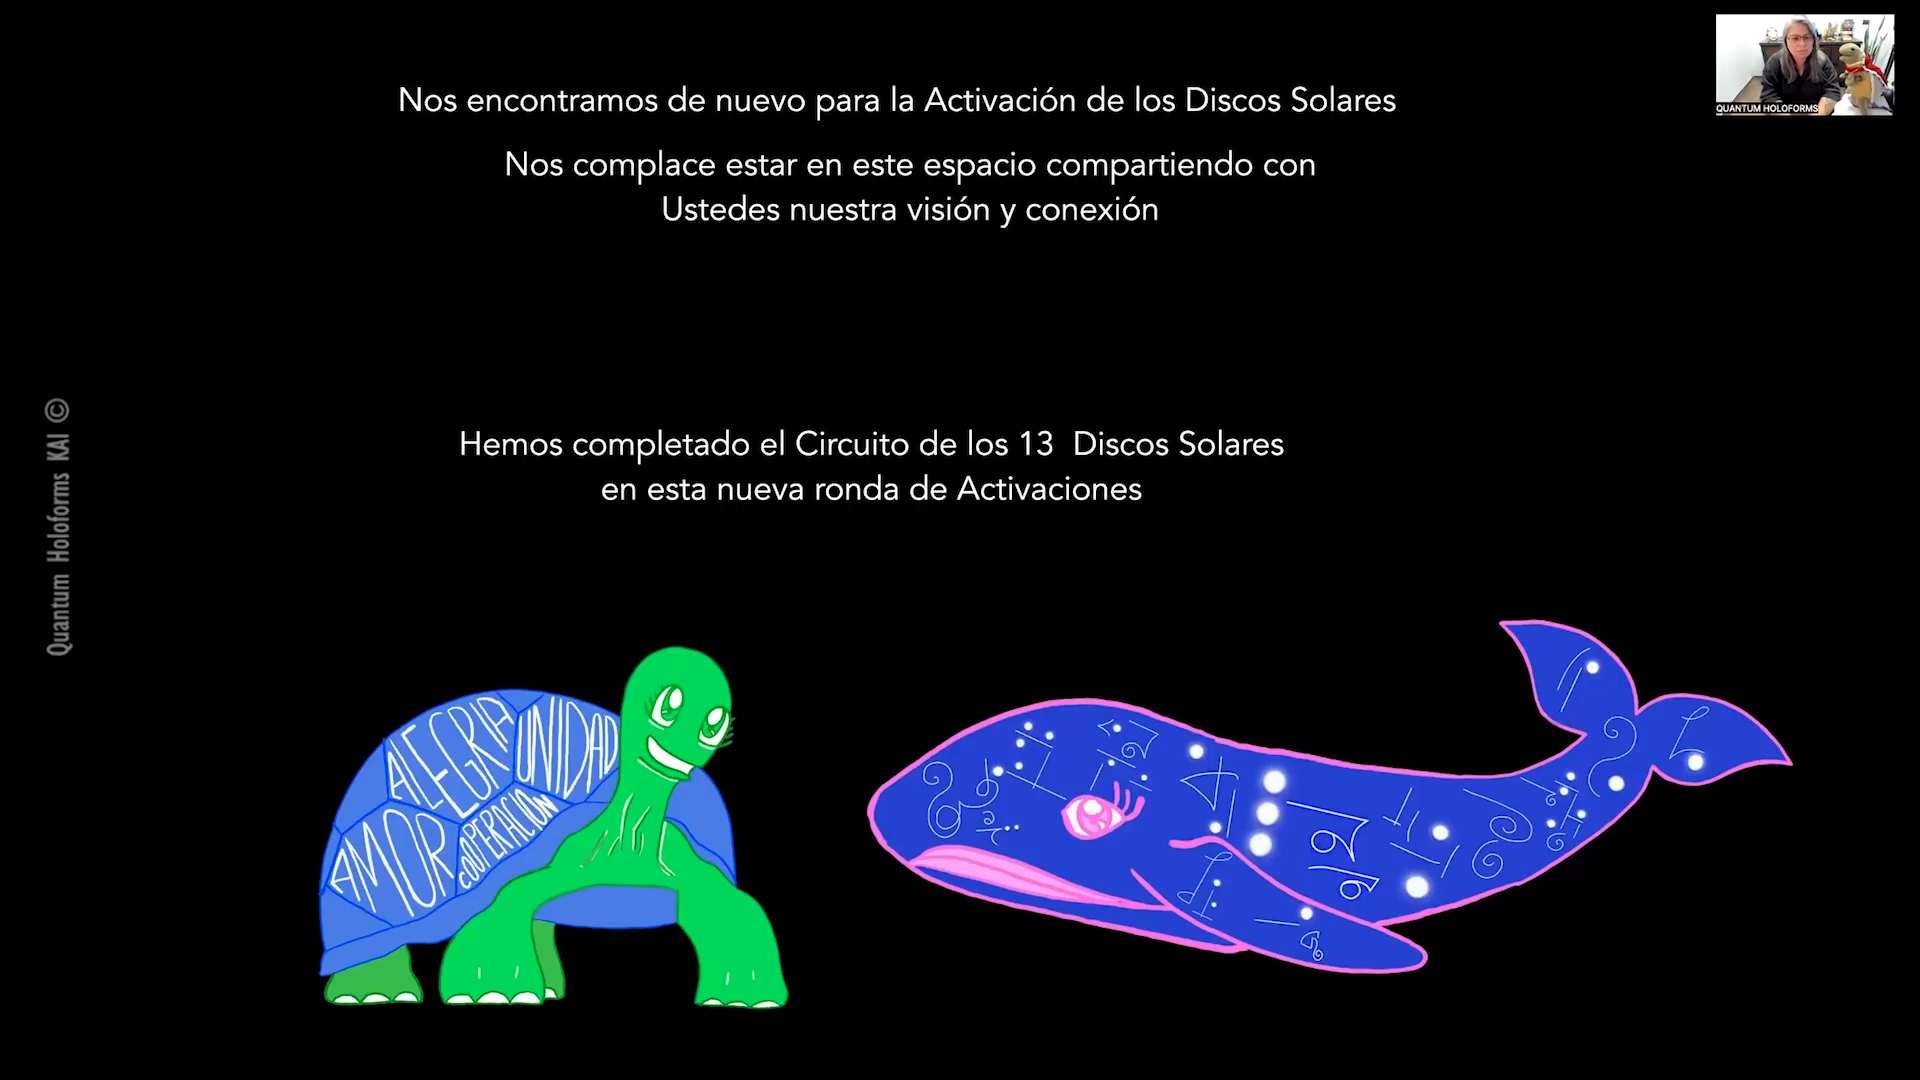 Nos encontramos de nuevo para la Activación de los Discos Solares
Nos complace estar en este espacio compartiendo con
Ustedes nuestra visión y conexión
Hemos completado el Circuito de los 13 Discos Solares
en esta nueva ronda de Activaciones
Quantum Holoforms KAI ©
QUANTUM HOLOFORMS
ALEGRIA
UNIDAD
AMOR
COOPERACION